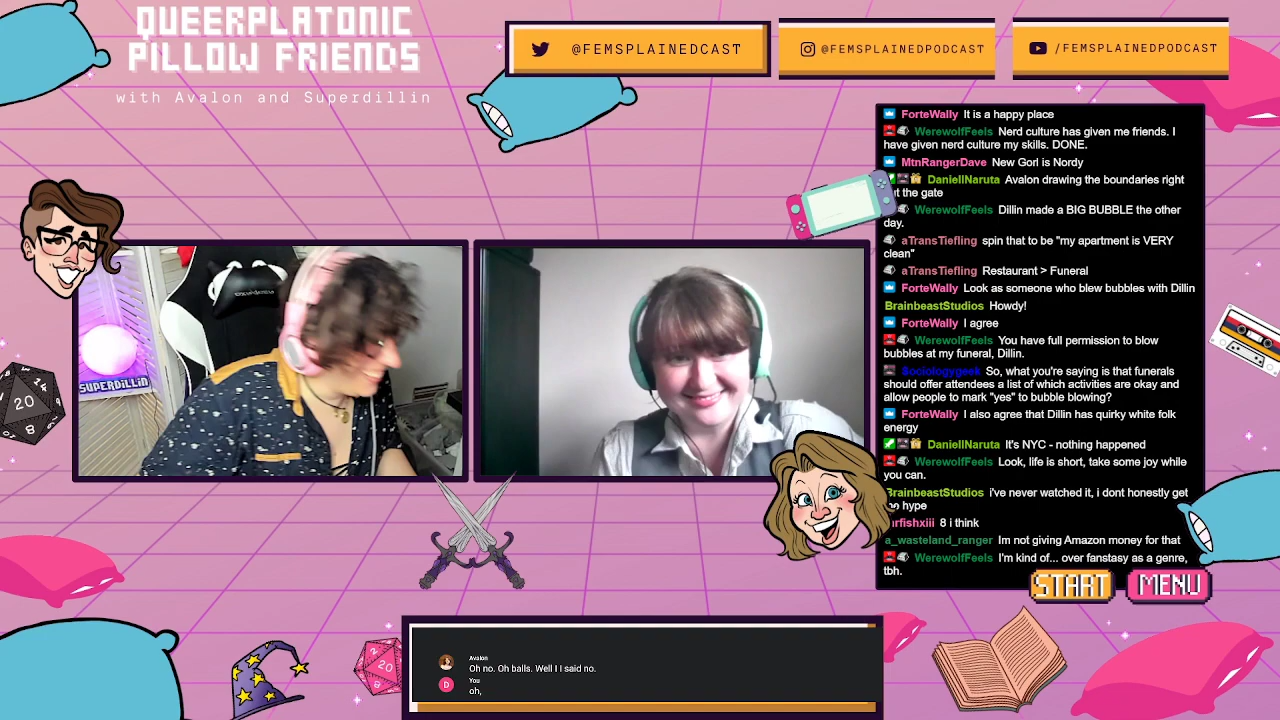 QUEERPLATONIC
PILLOW FRIENDS
with Avalon and Superdillin
@FEMSPLAINEDCAST
@FEMSPLAINEDPODCAST
/FEMSPLAINEDPODCAST
ForteWally It is a happy place
WerewolfFeels Nerd culture has given me friends. I
have given nerd culture my skills. DONE.
MtnRangerDave New Gorl is Nordy
DaniellNaruta Avalon drawing the boundaries right
t the gate
WerewolfFeels Dillin made a BIG BUBBLE the other
day.
aTransTiefling spin that to be "my apartment is VERY
clean"
aTransTiefling Restaurant > Funeral
ForteWally Look as someone who blew bubbles with Dillin
BrainbeastStudios Howdy!
ForteWally I agree
WerewolfFeels You have full permission to blow
bubbles at my funeral, Dillin.
Sociologygeek So, what you're saying is that funerals
should offer attendees a list of which activities are okay and
allow people to mark "yes" to bubble blowing?
ForteWally I also agree that Dillin has quirky white folk
energy
DaniellNaruta It's NYC - nothing happened
WerewolfFeels Look, life is short, take some joy while
you can.
BrainbeastStudios i've never watched it, i dont honestly get
hype
rfishxiii 8 i think
a_wasteland_ranger Im not giving Amazon money for that
WerewolfFeels I'm kind of... over fanstasy as a genre,
tbh.
START
MENU
SUPERDILLIN
20
14
8
20
2
Avalon
Oh no. Oh balls. Well I I said no.
D
You
oh,